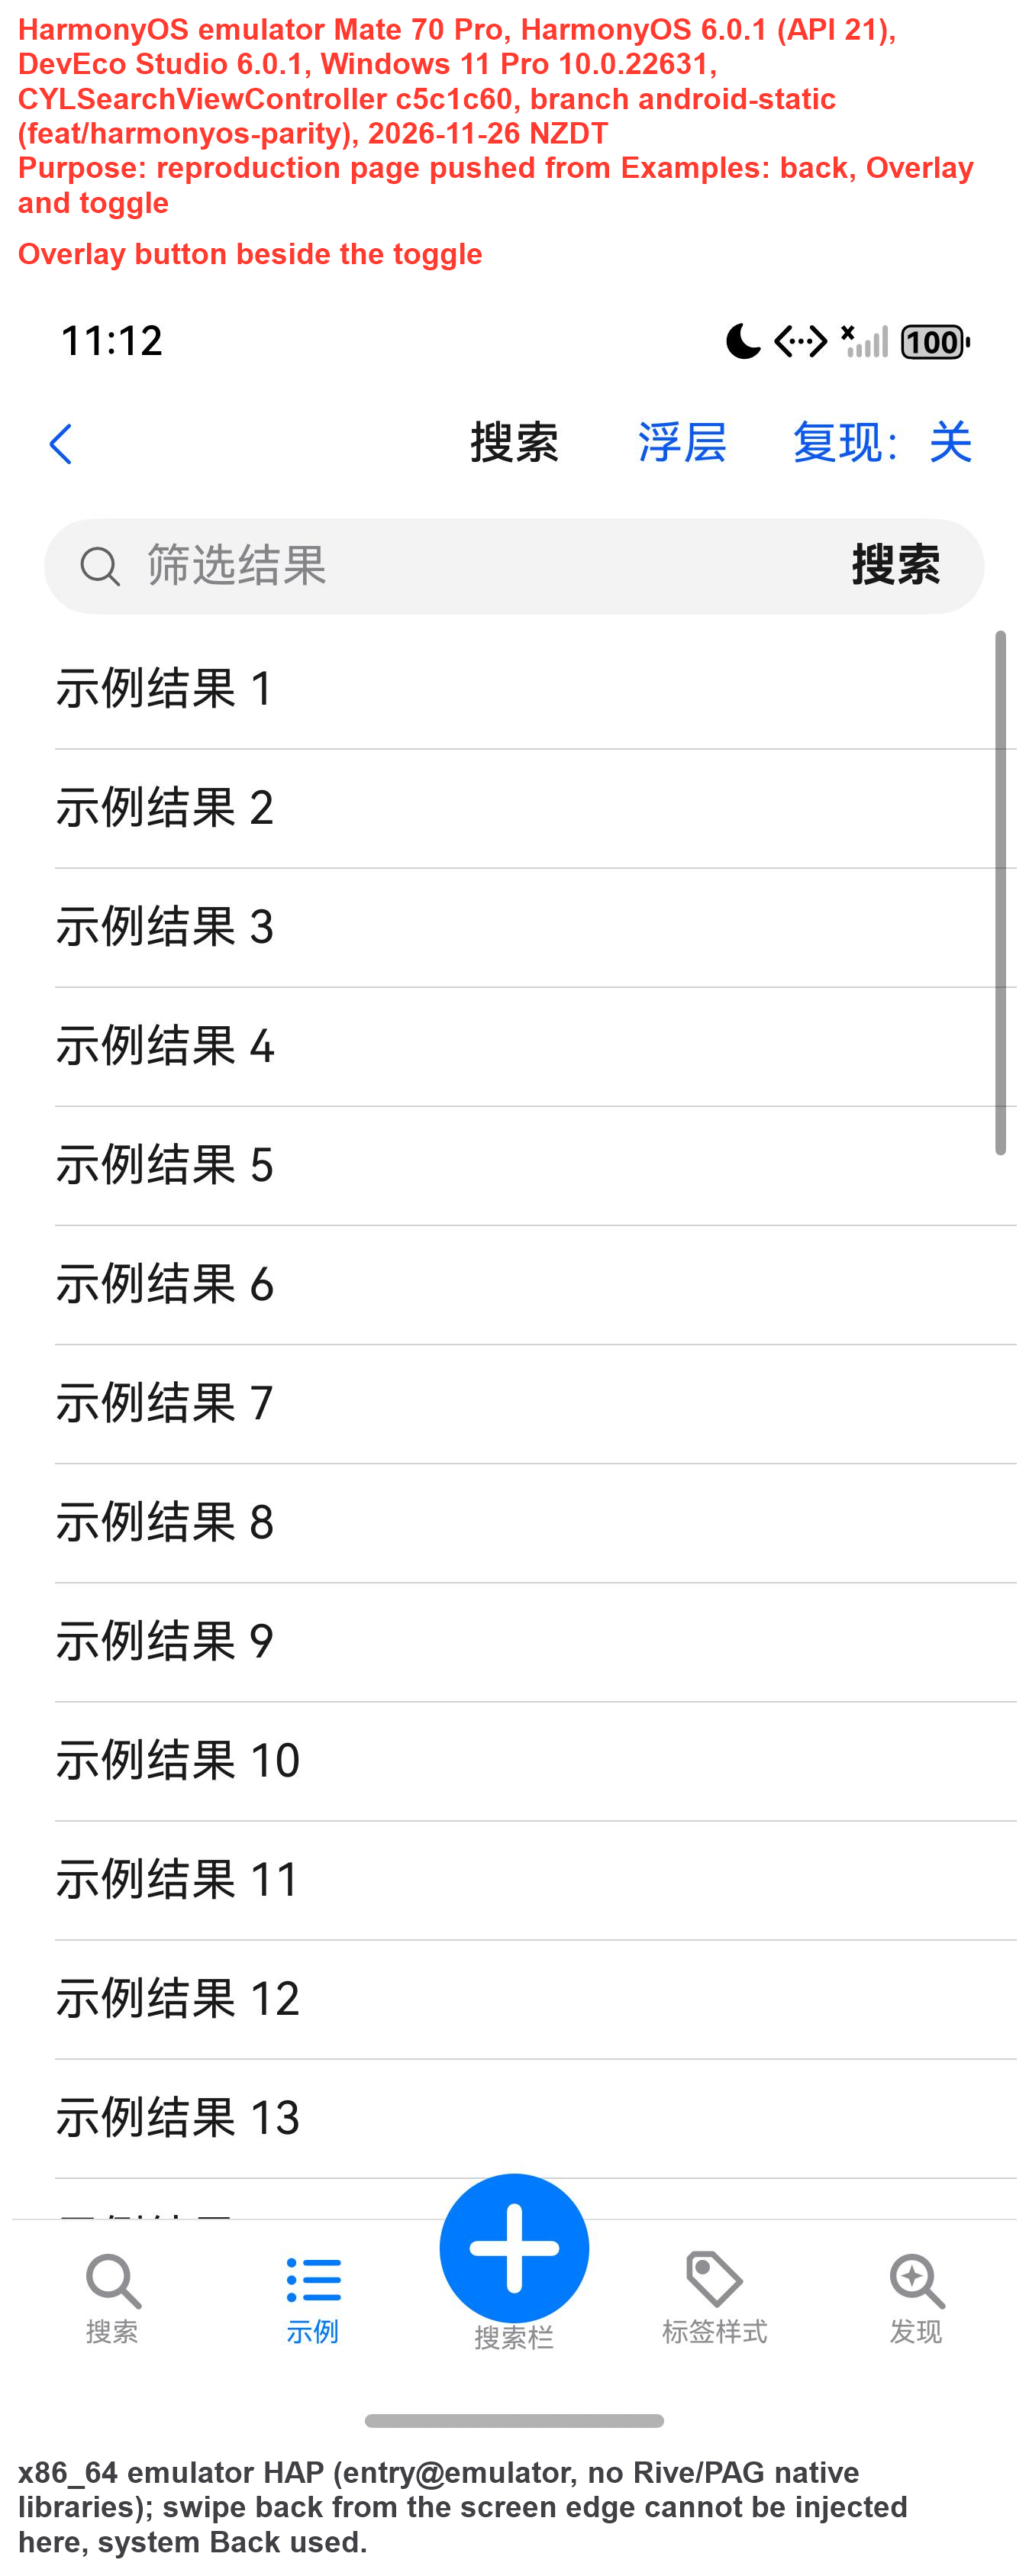 HarmonyOS emulator Mate 70 Pro, HarmonyOS 6.0.1 (API 21),
DevEco Studio 6.0.1, Windows 11 Pro 10.0.22631,
CYLSearchViewController c5c1c60, branch android-static
(feat/harmonyos-parity), 2026-11-26 NZDT
Purpose: reproduction page pushed from Examples: back, Overlay
and toggle
Overlay button beside the toggle
11:12 100
搜索 浮层 复现：关
筛选结果 搜索
示例结果 1
示例结果 2
示例结果 3
示例结果 4
示例结果 5
示例结果 6
示例结果 7
示例结果 8
示例结果 9
示例结果 10
示例结果 11
示例结果 12
示例结果 13
搜索 示例 搜索栏 标签样式 发现
x86_64 emulator HAP (entry@emulator, no Rive/PAG native
libraries); swipe back from the screen edge cannot be injected
here, system Back used.